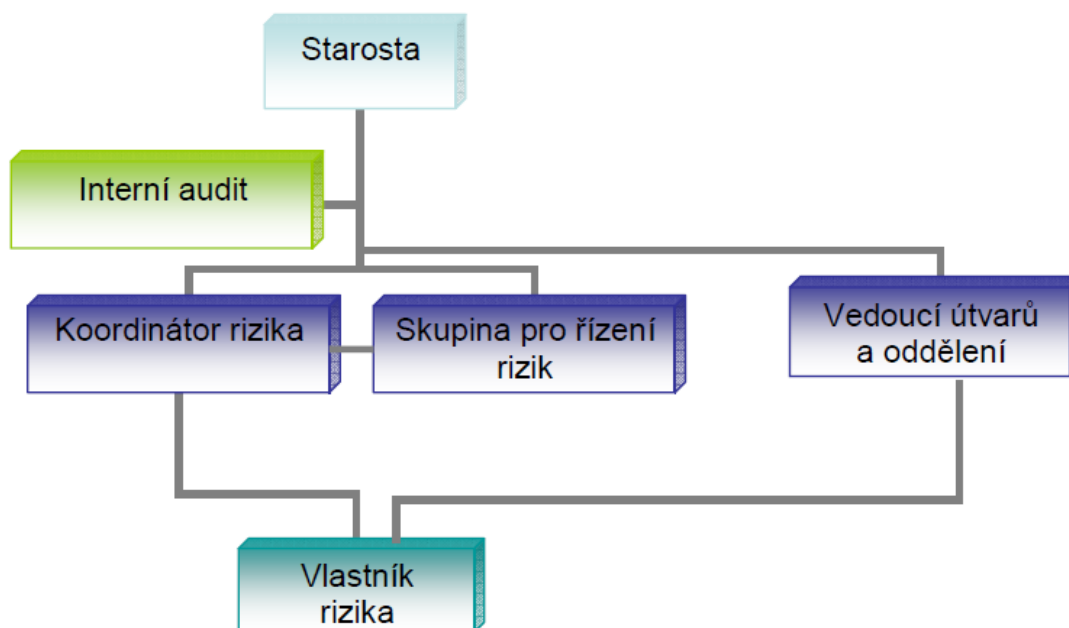 Starosta
Interní audit
Koordinátor rizika
Skupina pro řízení
rizik
Vedoucí útvarů
a oddělení
Vlastník
rizika